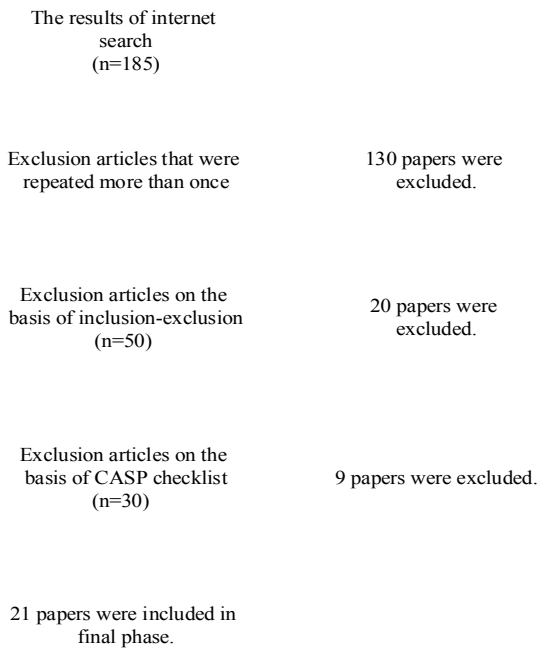 The results of internet
search
(n=185)
Exclusion articles that were
repeated more than once
130 papers were
excluded.
Exclusion articles on the
basis of inclusion-exclusion
(n=50)
20 papers were
excluded.
Exclusion articles on the
basis of CASP checklist
(n=30)
9 papers were excluded.
21 papers were included in
final phase.